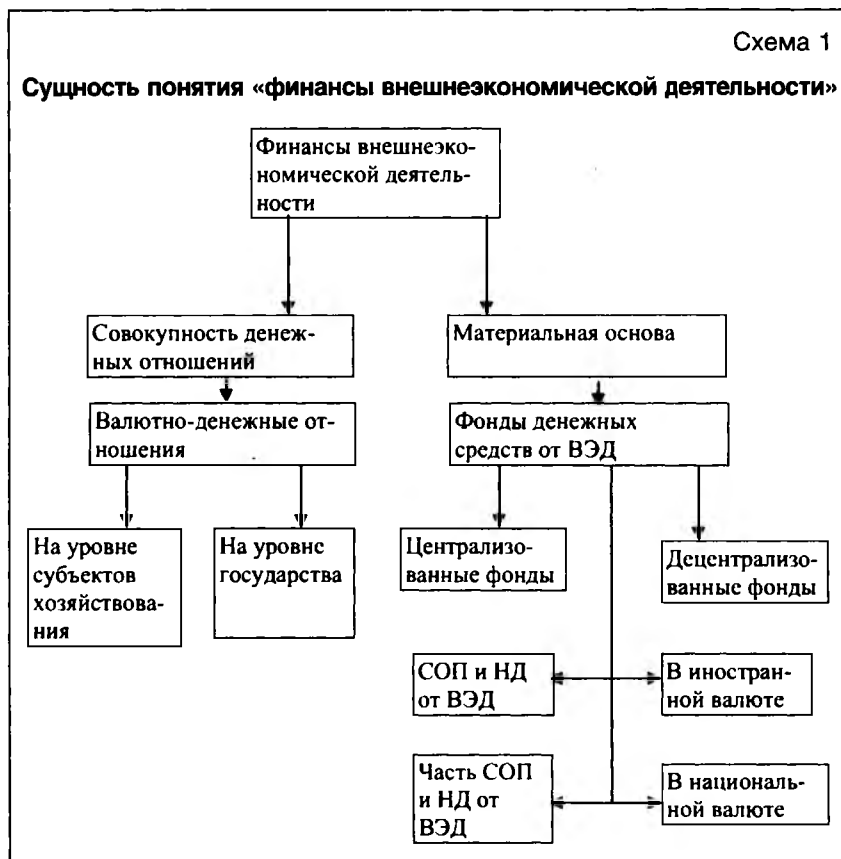 Схема 1
Сущность понятия «финансы внешнеэкономической деятельности»
Финансы внешнеэко-
номической деятель-
ности
Совокупность денеж-
ных отношений
Материальная основа
Валютно-денежные от-
ношения
Фонды денежных
средств от ВЭД
На уровне
субъектов
хозяйствова-
ния
На уровне
государства
Централизо-
ванные фонды
Децентрализо-
ванные фонды
СОП и НД
от ВЭД
В иностран-
ной валюте
Часть СОП
и НД от
ВЭД
В националь-
ной валюте